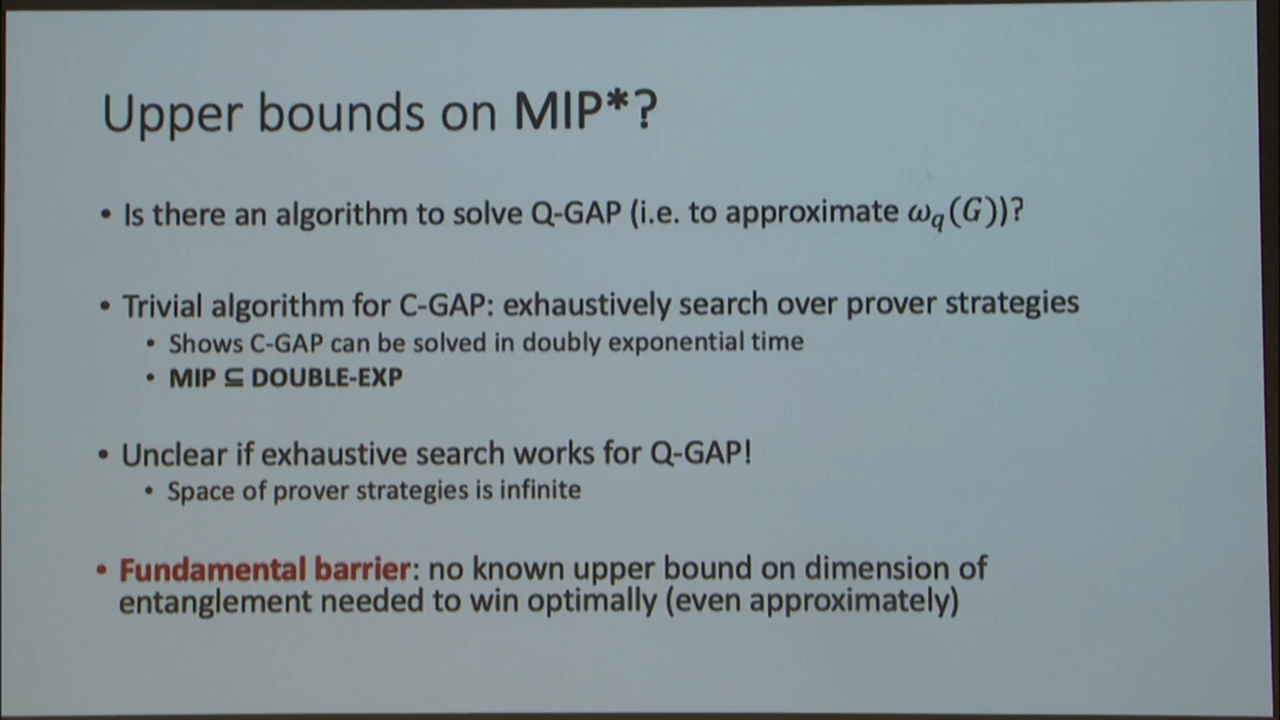 Upper bounds on MIP*?
• Is there an algorithm to solve Q-GAP (i.e. to approximate ω_q(G))?
• Trivial algorithm for C-GAP: exhaustively search over prover strategies
• Shows C-GAP can be solved in doubly exponential time
• MIP ⊆ DOUBLE-EXP
• Unclear if exhaustive search works for Q-GAP!
• Space of prover strategies is infinite
• Fundamental barrier: no known upper bound on dimension of
entanglement needed to win optimally (even approximately)